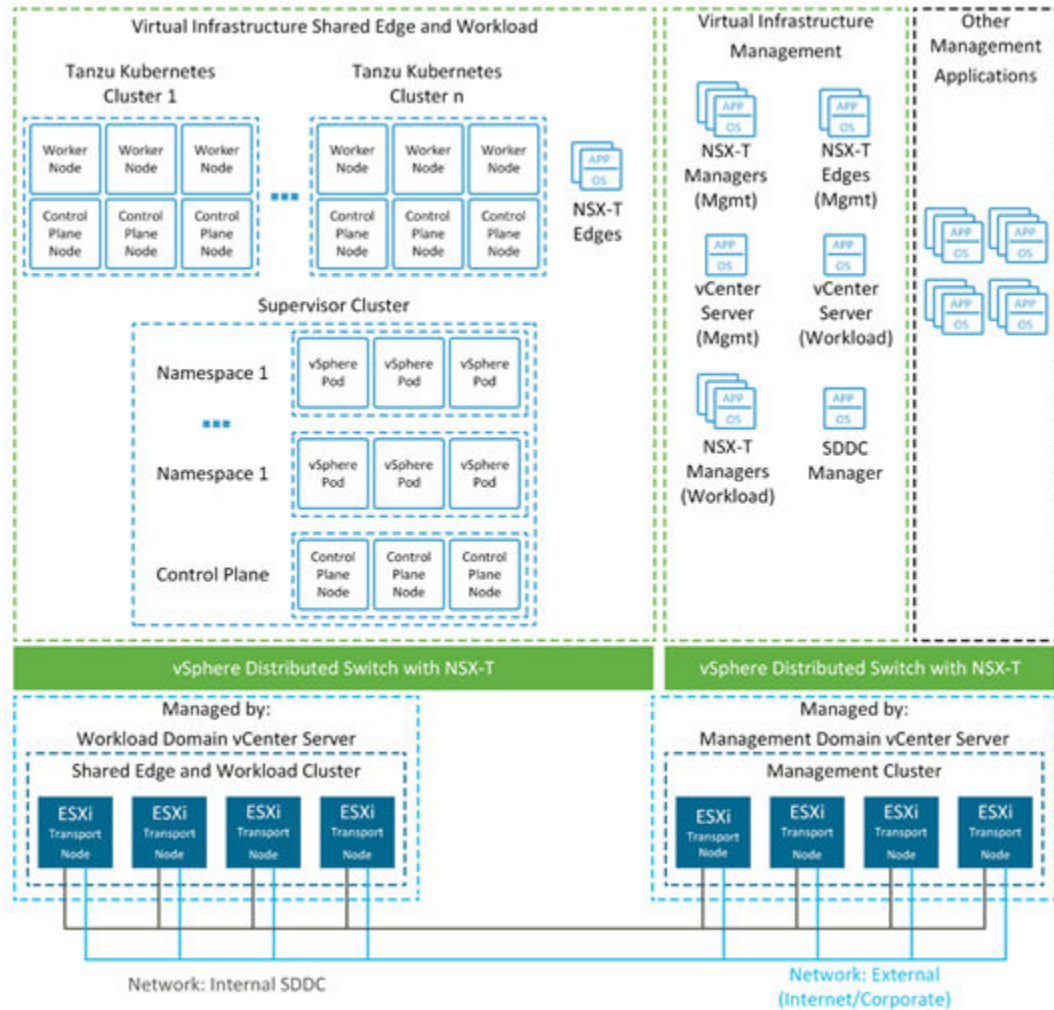 Virtual Infrastructure Shared Edge and Workload
Tanzu Kubernetes
Cluster 1
Tanzu Kubernetes
Cluster n
Worker
Node
Worker
Node
Worker
Node
Worker
Node
Worker
Node
Worker
Node
Control
Plane
Node
Control
Plane
Node
Control
Plane
Node
Control
Plane
Node
Control
Plane
Node
Control
Plane
Node
APP
OS
NSX-T
Edges
Supervisor Cluster
Namespace 1
vSphere
Pod
vSphere
Pod
vSphere
Pod
Namespace 1
vSphere
Pod
vSphere
Pod
vSphere
Pod
Control Plane
Control
Plane
Node
Control
Plane
Node
Control
Plane
Node
Virtual Infrastructure
Management
APP
OS
NSX-T
Managers
(Mgmt)
APP
OS
NSX-T
Edges
(Mgmt)
APP
OS
vCenter
Server
(Mgmt)
APP
OS
vCenter
Server
(Workload)
APP
OS
NSX-T
Managers
(Workload)
APP
OS
SDDC
Manager
Other
Management
Applications
APP
OS
APP
OS
APP
OS
APP
OS
vSphere Distributed Switch with NSX-T
vSphere Distributed Switch with NSX-T
Managed by:
Workload Domain vCenter Server
Shared Edge and Workload Cluster
ESXi
Transport
Node
ESXi
Transport
Node
ESXi
Transport
Node
ESXi
Transport
Node
Managed by:
Management Domain vCenter Server
Management Cluster
ESXi
Transport
Node
ESXi
Transport
Node
ESXi
Transport
Node
ESXi
Transport
Node
Network: Internal SDDC
Network: External
(Internet/Corporate)